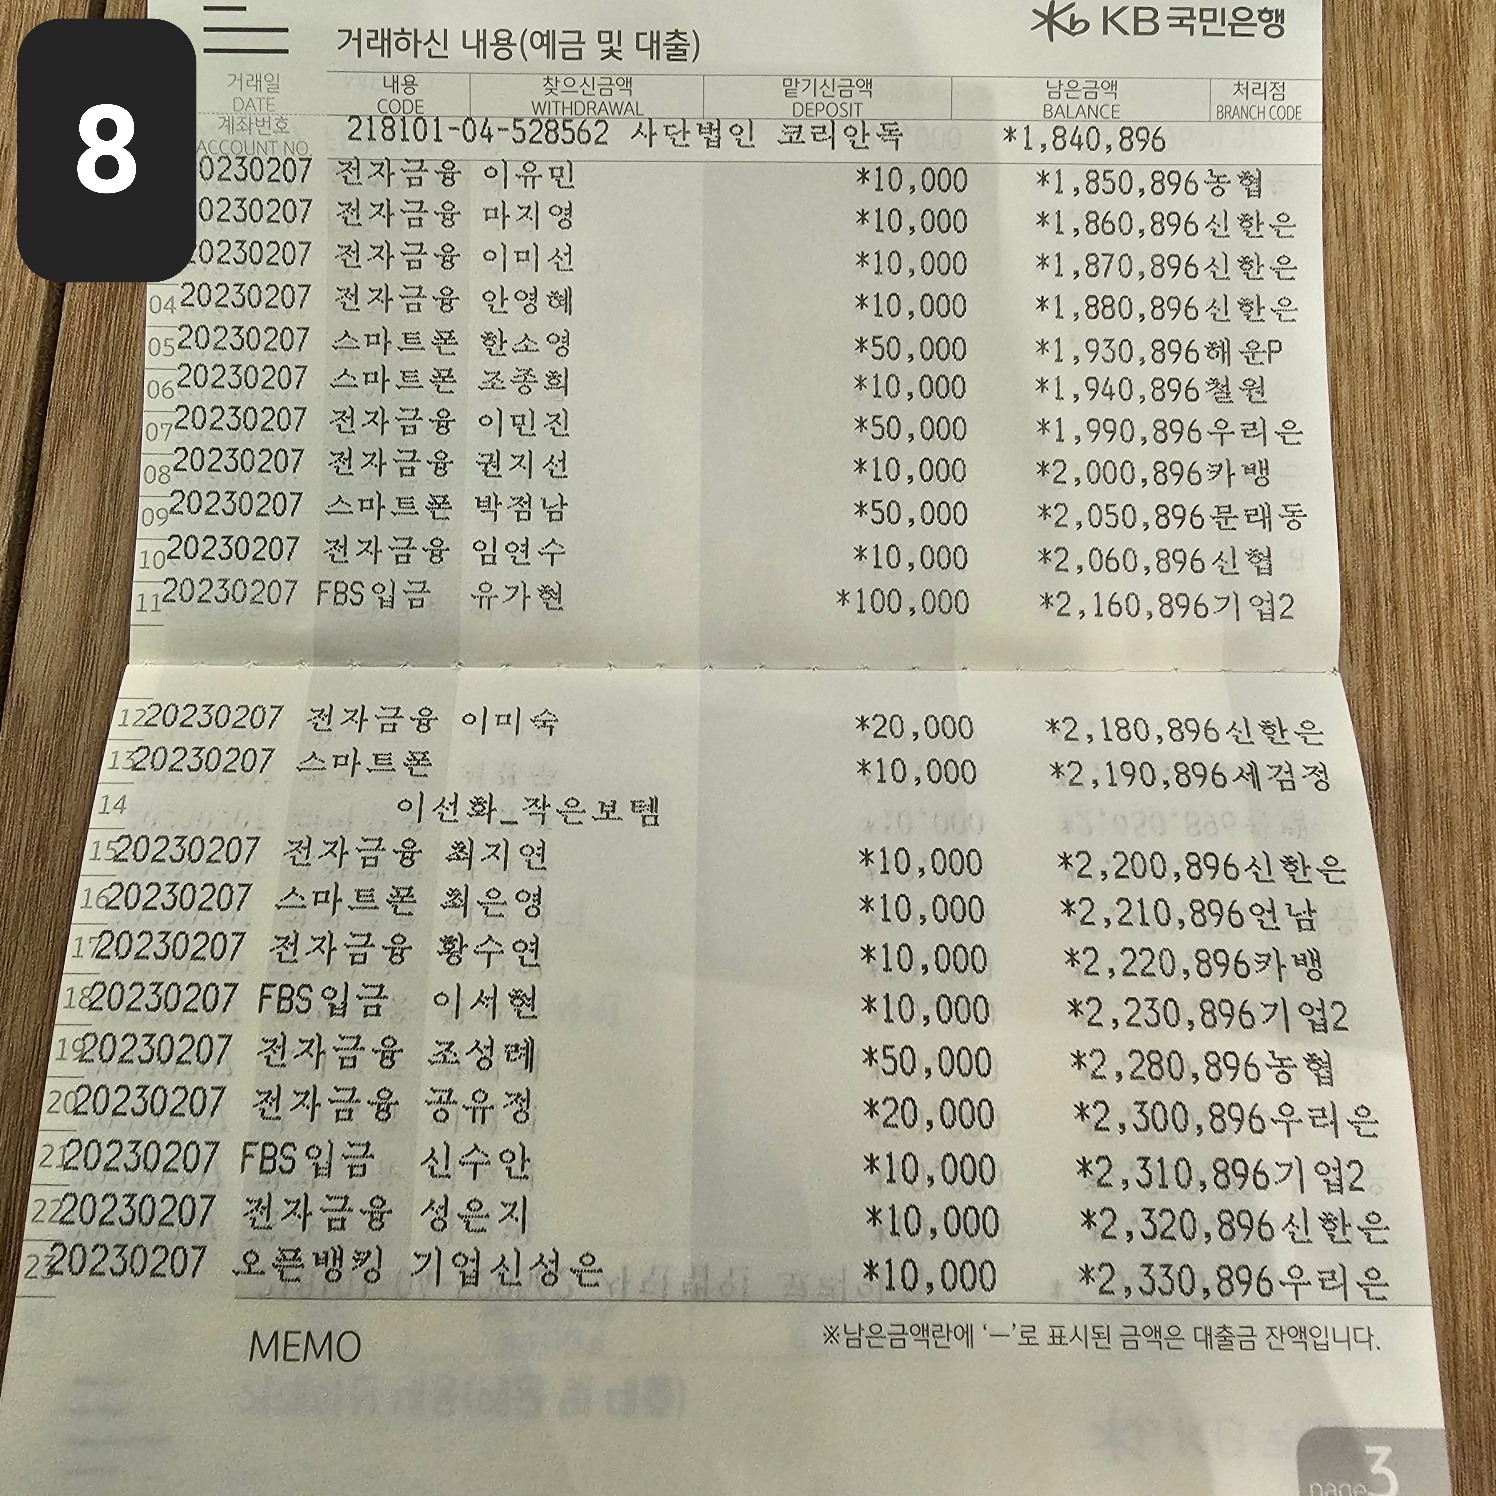 8
KB국민은행
거래하신 내용(예금 및 대출)
거래일 내용 찾으신금액 맡기신금액 남은금액 처리점
DATE CODE WITHDRAWAL DEPOSIT BALANCE BRANCH CODE
계좌번호
ACCOUNT NO 218101-04-528562 사단법인 코리안독 *1,840,896
0230207 전자금융 이유민 *10,000 *1,850,896농협
0230207 전자금융 마지영 *10,000 *1,860,896신한은
20230207 전자금융 이미선 *10,000 *1,870,896신한은
04 20230207 전자금융 안영혜 *10,000 *1,880,896신한은
05 20230207 스마트폰 한소영 *50,000 *1,930,896해운P
06 20230207 스마트폰 조종희 *10,000 *1,940,896철원
07 20230207 전자금융 이민진 *50,000 *1,990,896우리은
08 20230207 전자금융 권지선 *10,000 *2,000,896카뱅
09 20230207 스마트폰 박점남 *50,000 *2,050,896문래동
10 20230207 전자금융 임연수 *10,000 *2,060,896신협
11 20230207 FBS입금 유가현 *100,000 *2,160,896기업2
12 20230207 전자금융 이미숙 *20,000 *2,180,896신한은
13 20230207 스마트폰 *10,000 *2,190,896세검정
14 이선화_작은보탬
15 20230207 전자금융 최지연 *10,000 *2,200,896신한은
16 20230207 스마트폰 최은영 *10,000 *2,210,896언남
17 20230207 전자금융 황수연 *10,000 *2,220,896카뱅
18 20230207 FBS입금 이서현 *10,000 *2,230,896기업2
19 20230207 전자금융 조성례 *50,000 *2,280,896농협
20 20230207 전자금융 공유정 *20,000 *2,300,896우리은
21 20230207 FBS입금 신수안 *10,000 *2,310,896기업2
22 20230207 전자금융 성은지 *10,000 *2,320,896신한은
23 20230207 오픈뱅킹 기업신성은 *10,000 *2,330,896우리은
MEMO ※남은금액란에 ‘—’로 표시된 금액은 대출금 잔액입니다.
page3